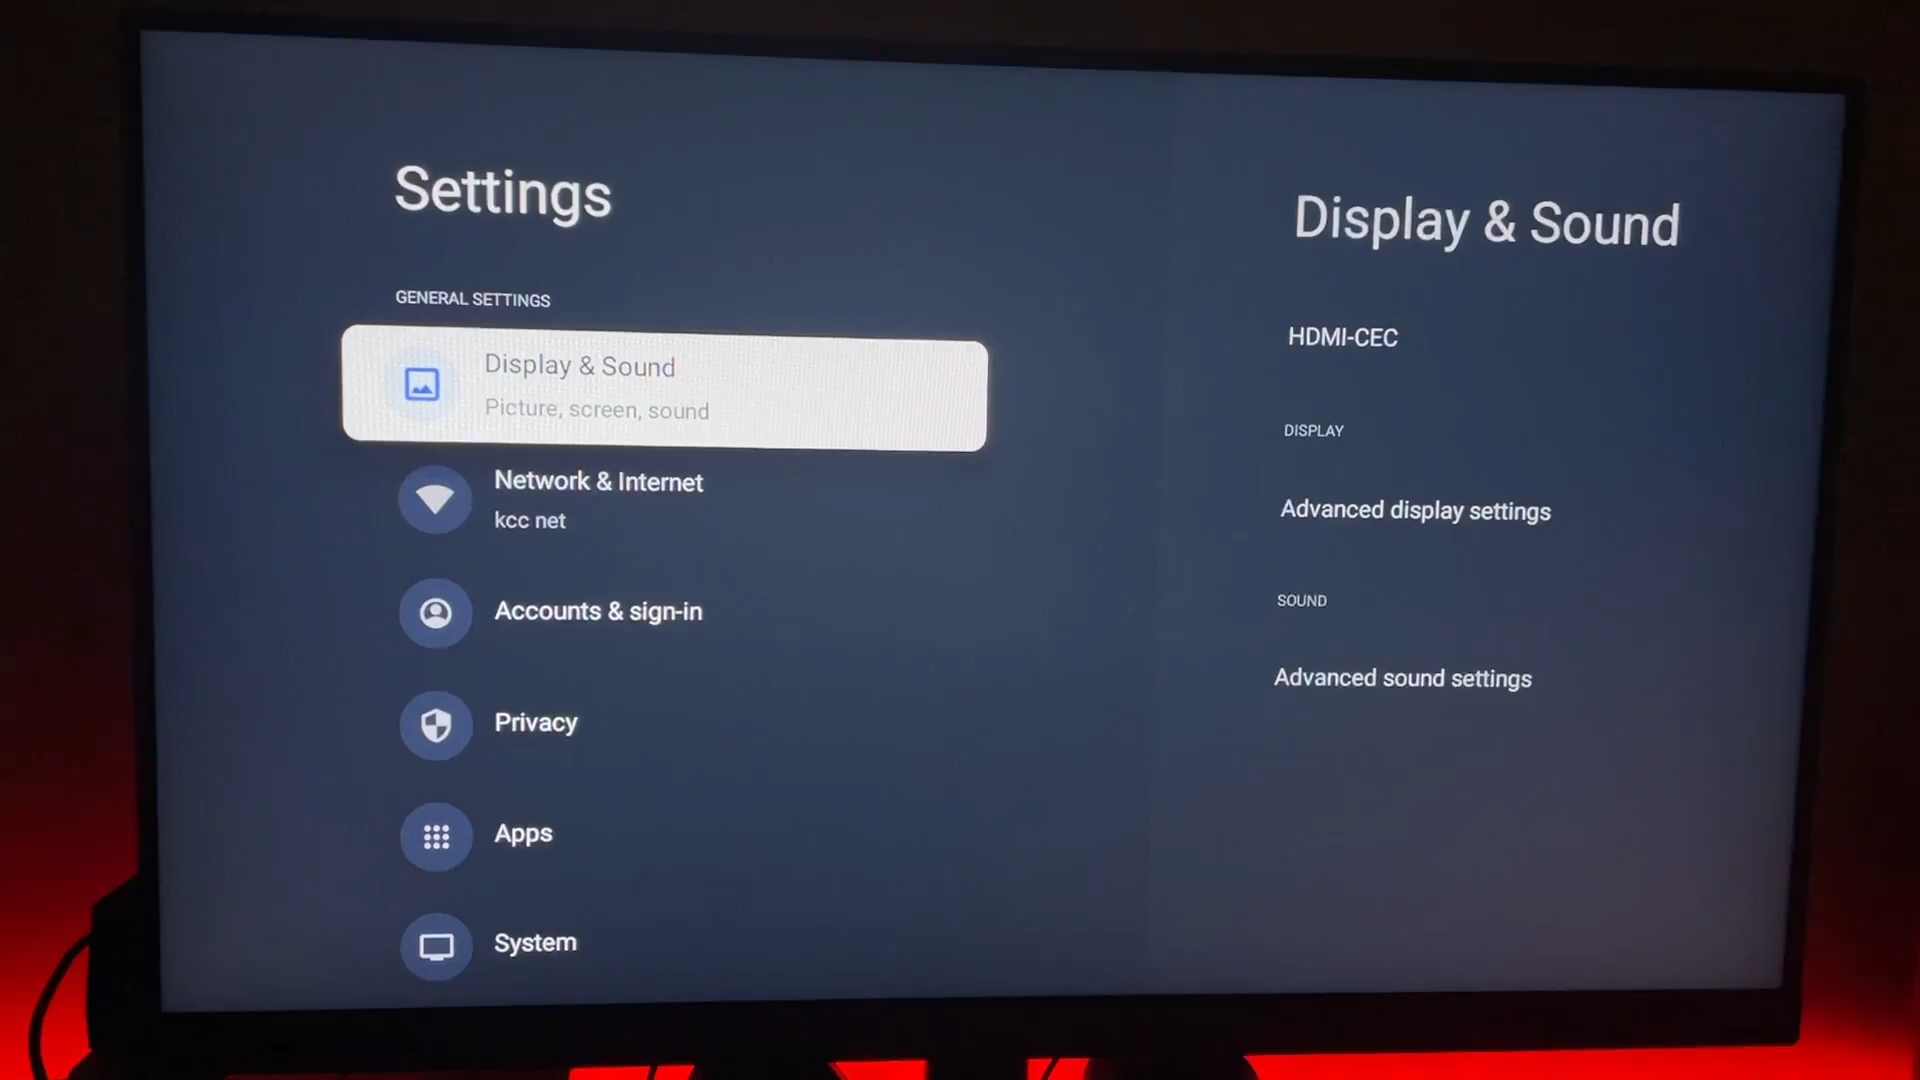 Settings
GENERAL SETTINGS
Display & Sound
Picture, screen, sound
Network & Internet
kcc net
Accounts & sign-in
Privacy
Apps
System
Display & Sound
HDMI-CEC
DISPLAY
Advanced display settings
SOUND
Advanced sound settings